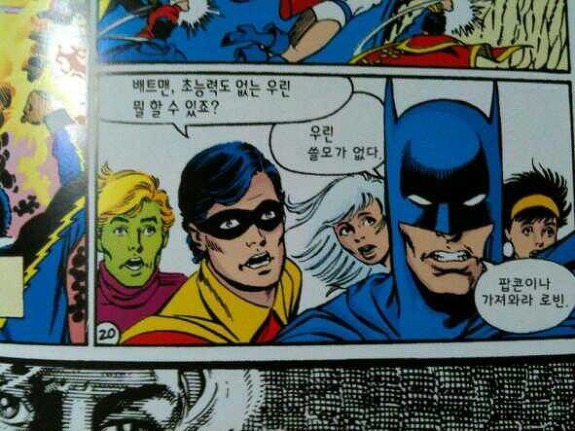 배트맨, 초능력도 없는 우린
뭘 할 수 있죠?
우린
쓸모가 없다.
팝콘이나
가져와라 로빈.
20